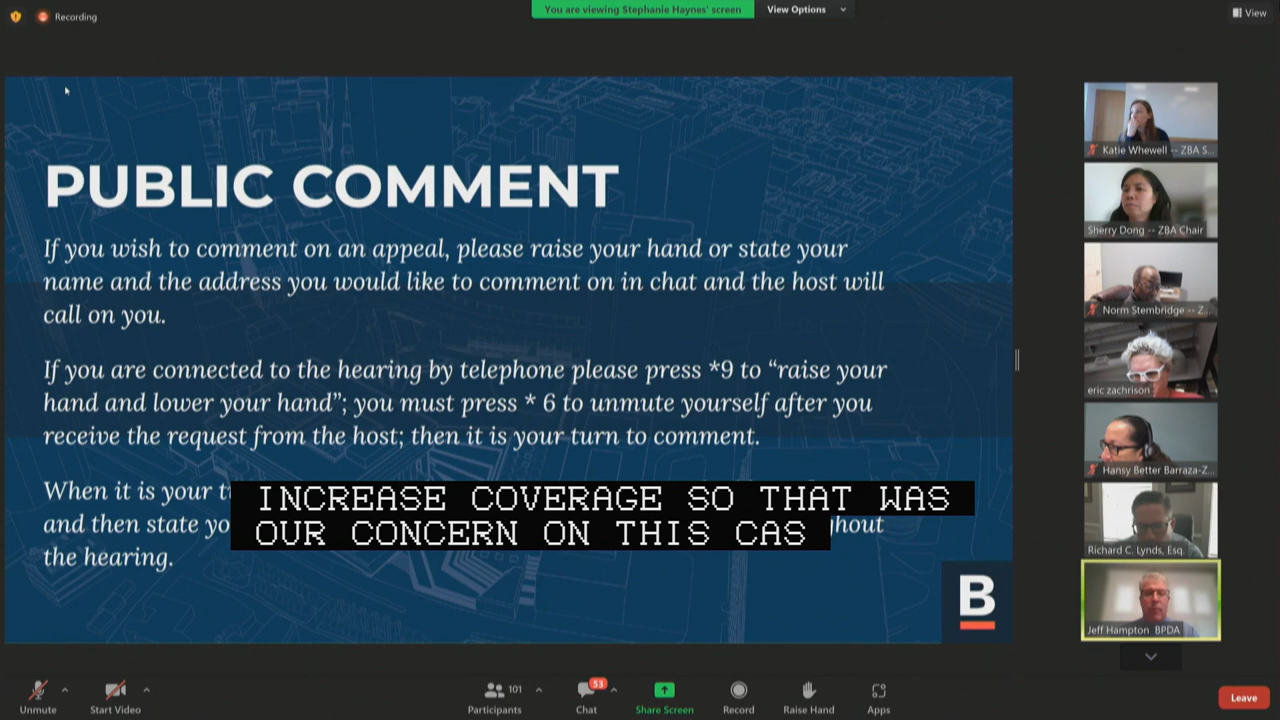 Recording
You are viewing Stephanie Haynes' screen
View Options
View
PUBLIC COMMENT
If you wish to comment on an appeal, please raise your hand or state your
name and the address you would like to comment on in chat and the host will
call on you.
If you are connected to the hearing by telephone please press *9 to “raise your
hand and lower your hand”; you must press * 6 to unmute yourself after you
receive the request from the host; then it is your turn to comment.
When it is your
and then state
the hearing.
INCREASE COVERAGE SO THAT WAS
OUR CONCERN ON THIS CAS
B
Katie Whewell -- ZBA S...
Sherry Dong -- ZBA Chair
Norm Stembridge -- Z...
eric zachrison
Hansy Better Barraza-Z...
Richard C. Lynds, Esq.
Jeff Hampton BPDA
Unmute
Start Video
Participants
101
Chat
53
Share Screen
Record
Raise Hand
Apps
Leave